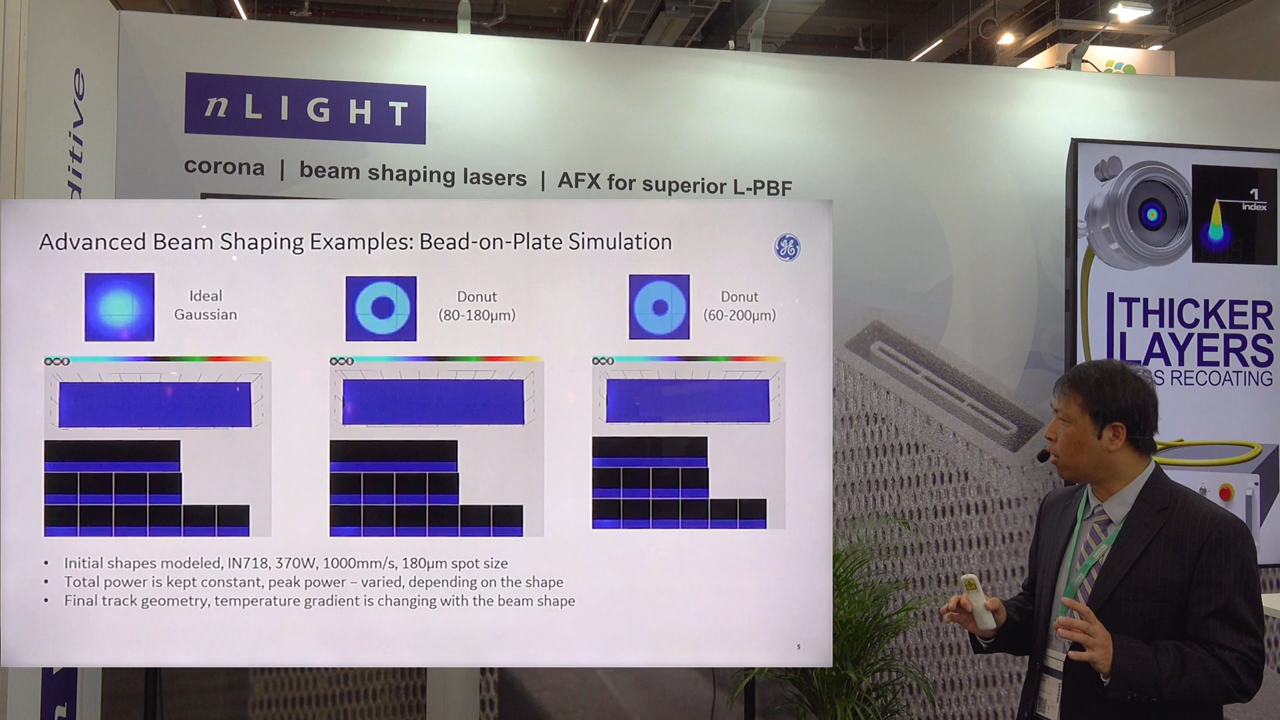 nLIGHT
corona | beam shaping lasers | AFX for superior L-PBF
ditive
Advanced Beam Shaping Examples: Bead-on-Plate Simulation
Ideal
Gaussian
Donut
(80-180µm)
Donut
(60-200µm)
• Initial shapes modeled, IN718, 370W, 1000mm/s, 180µm spot size
• Total power is kept constant, peak power – varied, depending on the shape
• Final track geometry, temperature gradient is changing with the beam shape
5
1
index
THICKER
LAYERS
S RECOATING